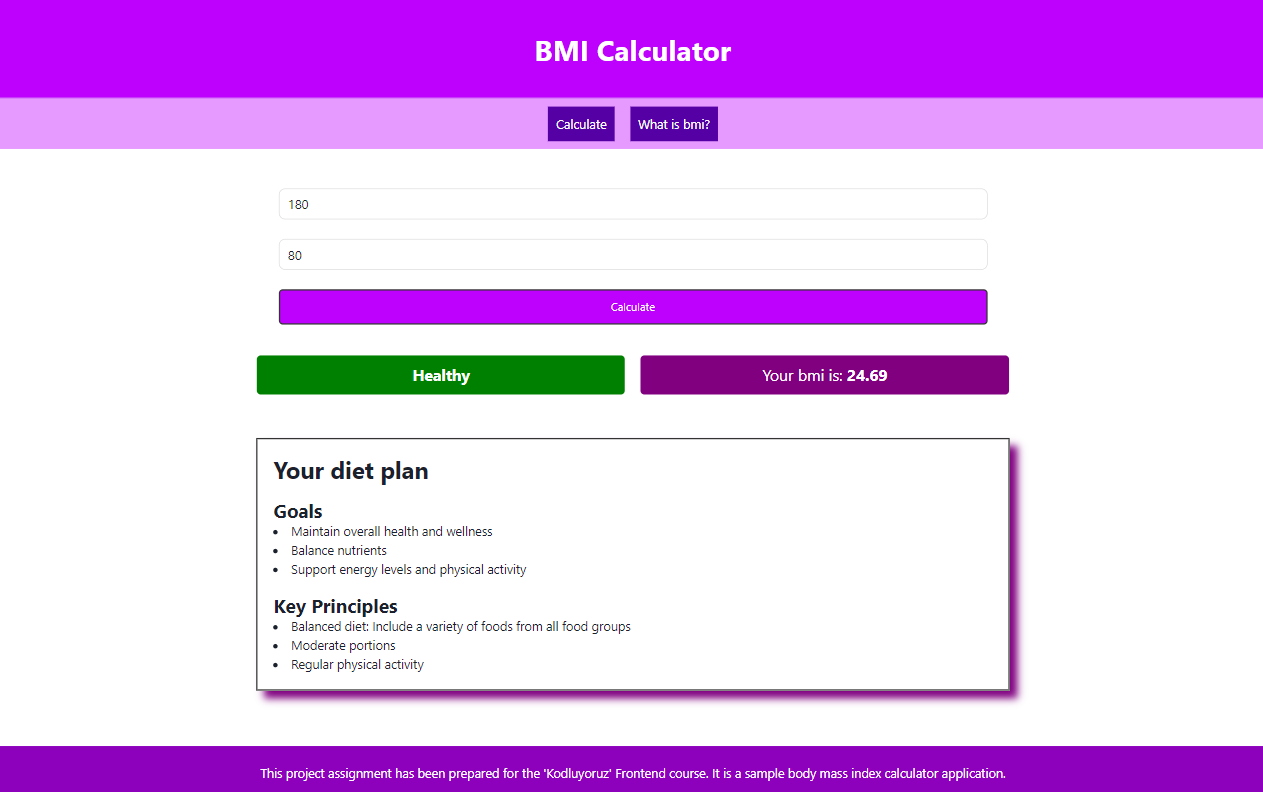 BMI Calculator
Calculate What is bmi?
180
80
Calculate
Healthy Your bmi is: 24.69
Your diet plan
Goals
Maintain overall health and wellness
Balance nutrients
Support energy levels and physical activity
Key Principles
Balanced diet: Include a variety of foods from all food groups
Moderate portions
Regular physical activity
This project assignment has been prepared for the 'Kodluyoruz' Frontend course. It is a sample body mass index calculator application.